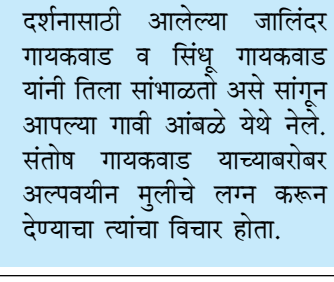 दर्शनासाठी आलेल्या जालिंदर
गायकवाड व सिंधू गायकवाड
यांनी तिला सांभाळतो असे सांगून
आपल्या गावी आंबळे येथे नेले.
संतोष गायकवाड याच्याबरोबर
अल्पवयीन मुलीचे लग्न करून
देण्याचा त्यांचा विचार होता.